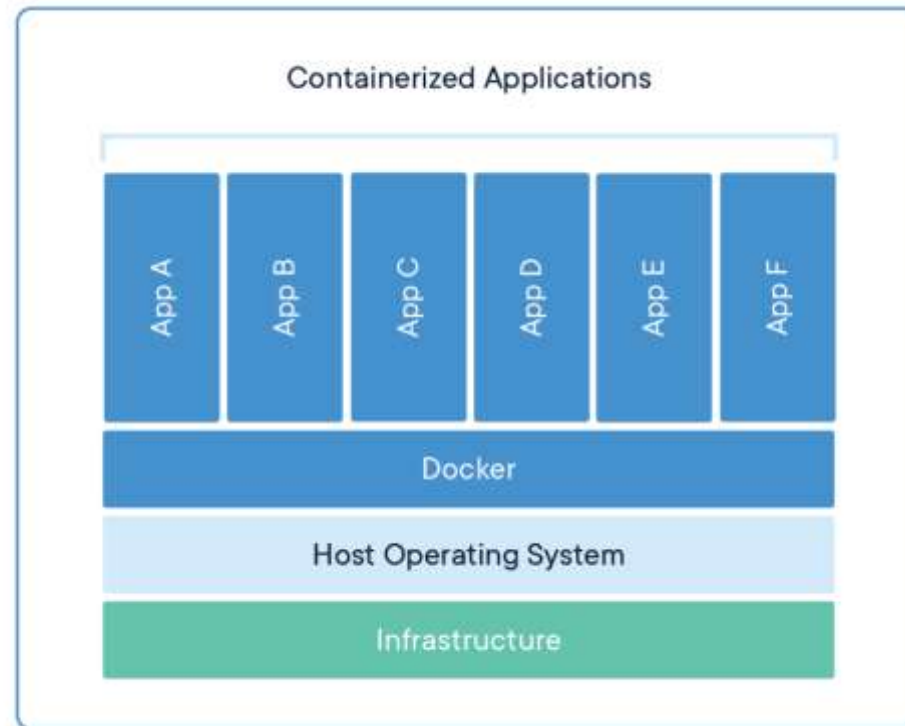 Containerized Applications
App A
App B
App C
App D
App E
App F
Docker
Host Operating System
Infrastructure